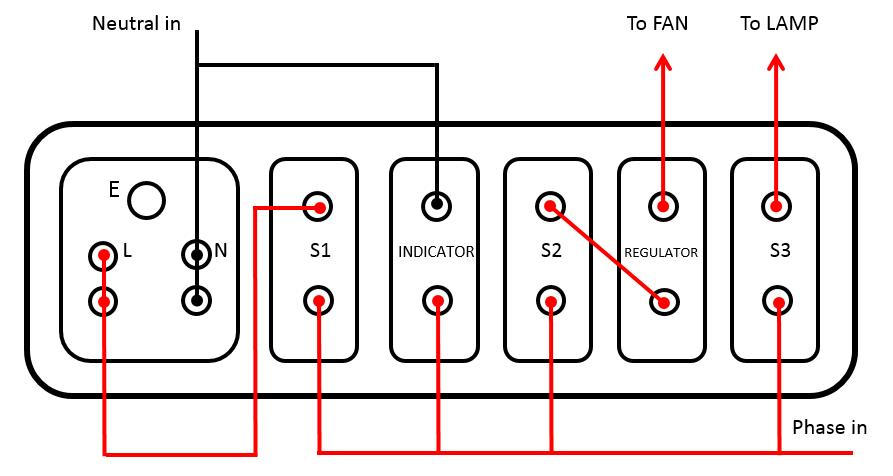 Neutral in
To FAN
To LAMP
E
L
N
S1
INDICATOR
S2
REGULATOR
S3
Phase in